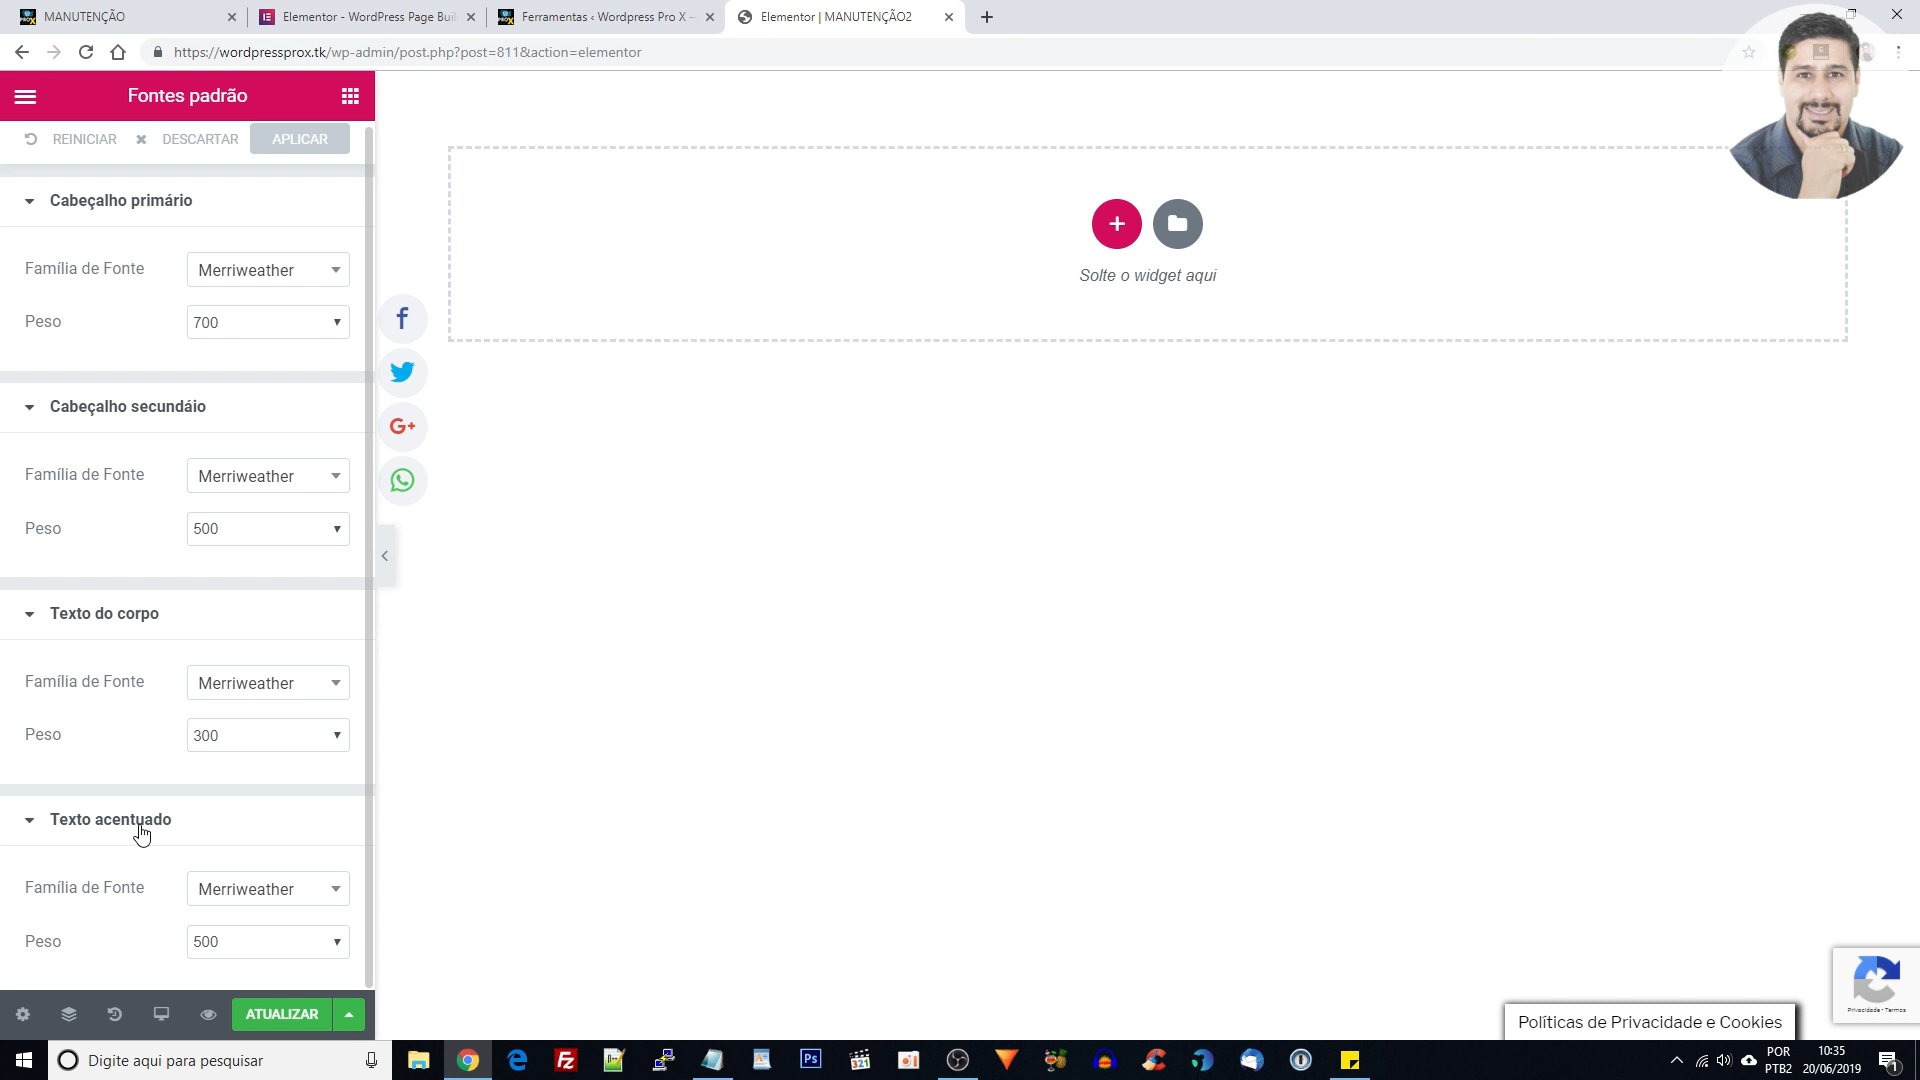 MANUTENÇÃO
Elementor - WordPress Page Buil
Ferramentas ‹ Wordpress Pro X –
Elementor | MANUTENÇÃO2
https://wordpressprox.tk/wp-admin/post.php?post=811&action=elementor
Fontes padrão
REINICIAR DESCARTAR APLICAR
Cabeçalho primário
Família de Fonte Merriweather
Peso 700
Cabeçalho secundáio
Família de Fonte Merriweather
Peso 500
Texto do corpo
Família de Fonte Merriweather
Peso 300
Texto acentuado
Família de Fonte Merriweather
Peso 500
ATUALIZAR
Solte o widget aqui
Privacidade - Termos
Políticas de Privacidade e Cookies
Digite aqui para pesquisar
POR
PTB2
10:35
20/06/2019